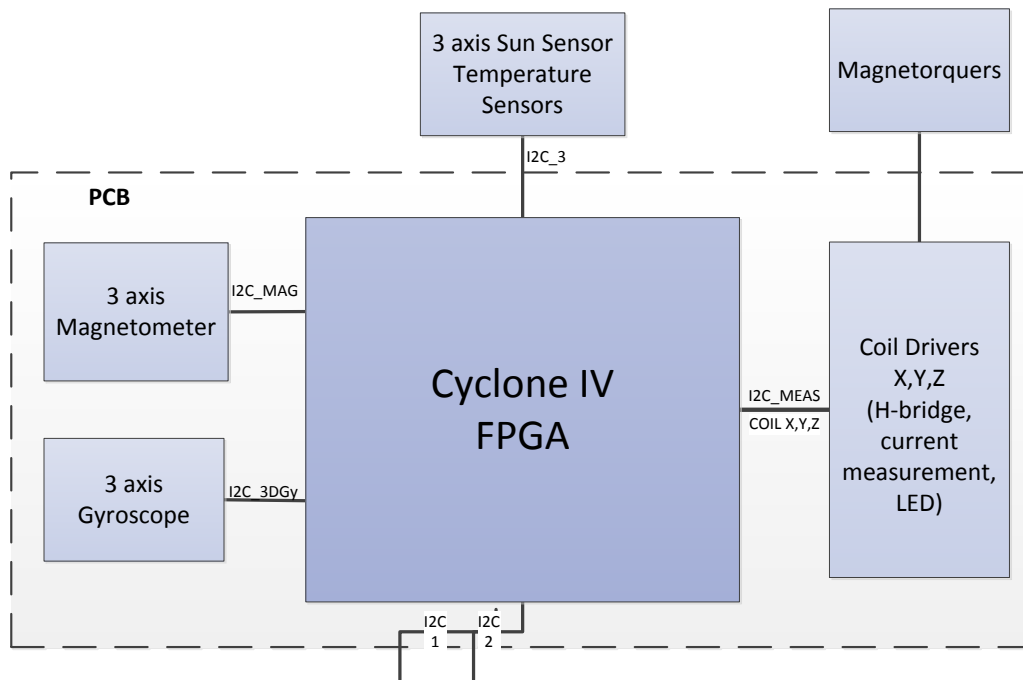 3 axis Sun Sensor
Temperature
Sensors
Magnetorquers
I2C_3
PCB
3 axis
Magnetometer
I2C_MAG
Cyclone IV
FPGA
I2C_MEAS
COIL X,Y,Z
Coil Drivers
X,Y,Z
(H-bridge,
current
measurement,
LED)
3 axis
Gyroscope
I2C_3DGy
I2C
1
I2C
2